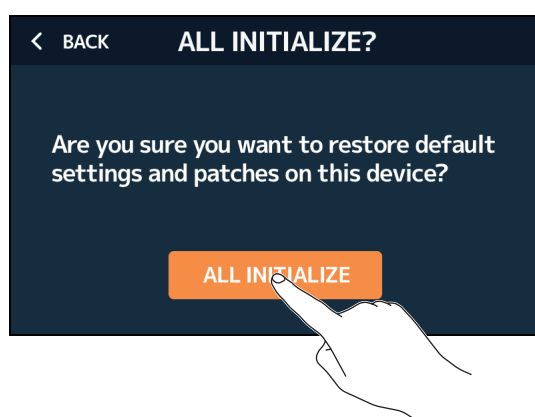 < BACK ALL INITIALIZE?
Are you sure you want to restore default
settings and patches on this device?
ALL INITIALIZE